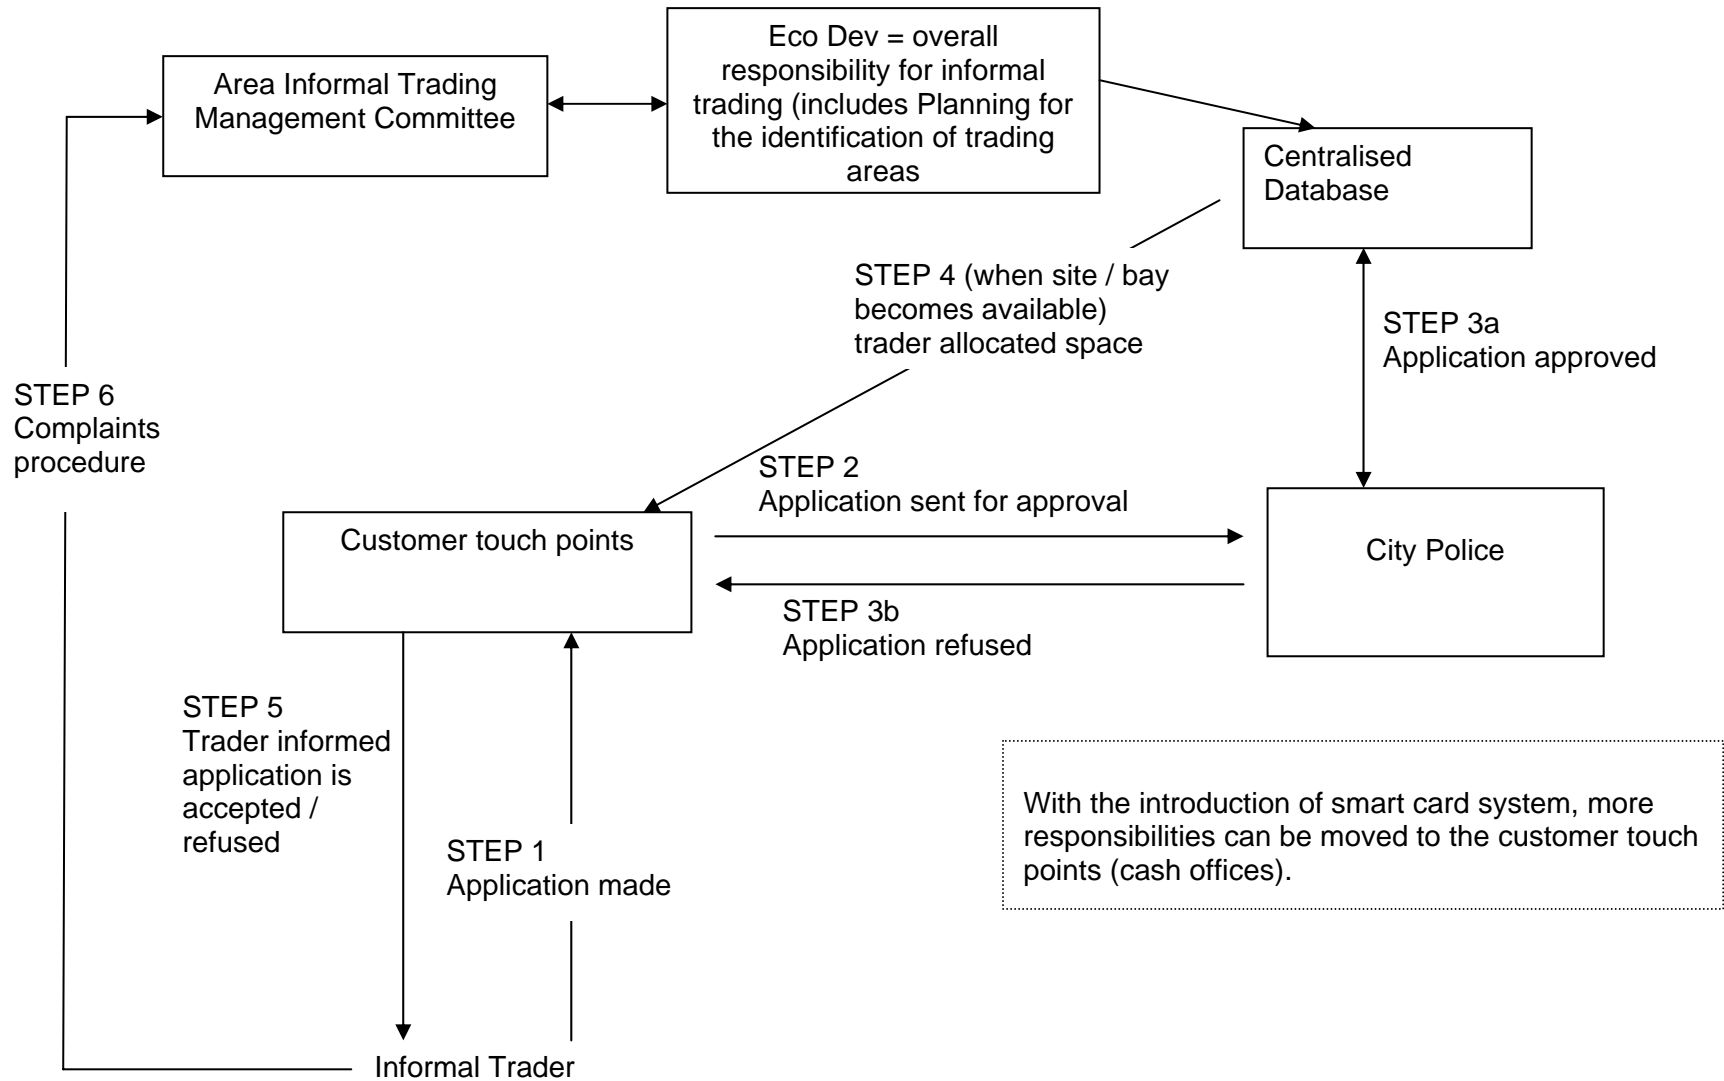 Area Informal Trading
Management Committee
Eco Dev = overall
responsibility for informal
trading (includes Planning for
the identification of trading
areas
Centralised
Database
STEP 4 (when site / bay
becomes available)
trader allocated space
STEP 3a
Application approved
STEP 6
Complaints
procedure
STEP 2
Application sent for approval
Customer touch points
City Police
STEP 3b
Application refused
STEP 5
Trader informed
application is
accepted /
refused
STEP 1
Application made
With the introduction of smart card system, more
responsibilities can be moved to the customer touch
points (cash offices).
Informal Trader